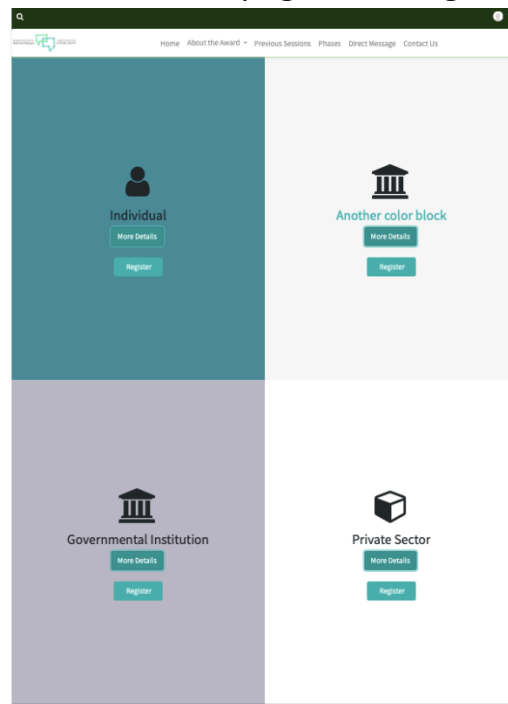 Home About the Award Previous Sessions Phases Direct Message Contact Us
Individual
More Details
Register
Another color block
More Details
Register
Governmental Institution
More Details
Register
Private Sector
More Details
Register